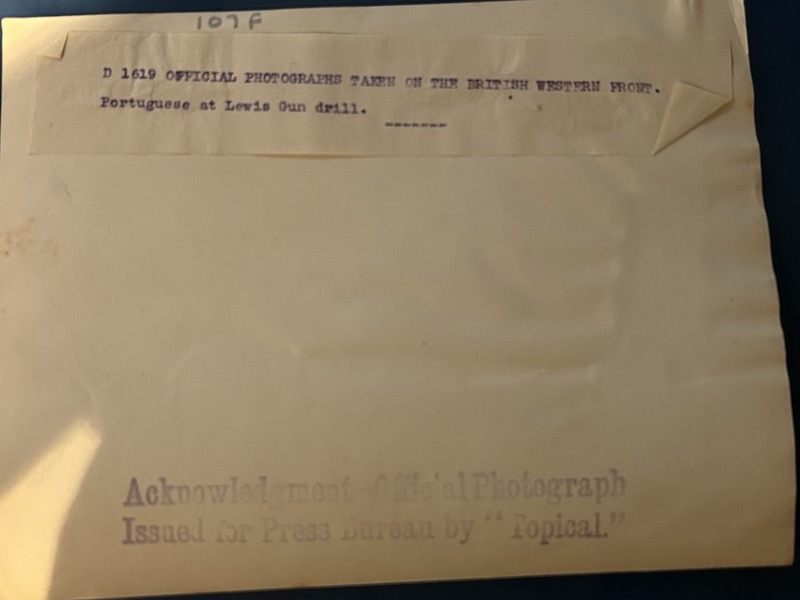 107F
D 1619 OFFICIAL PHOTOGRAPHS TAKEN ON THE BRITISH WESTERN FRONT.
Portuguese at Lewis Gun drill.
-------
Acknowledgment Official Photograph
Issued for Press Bureau by "Topical."